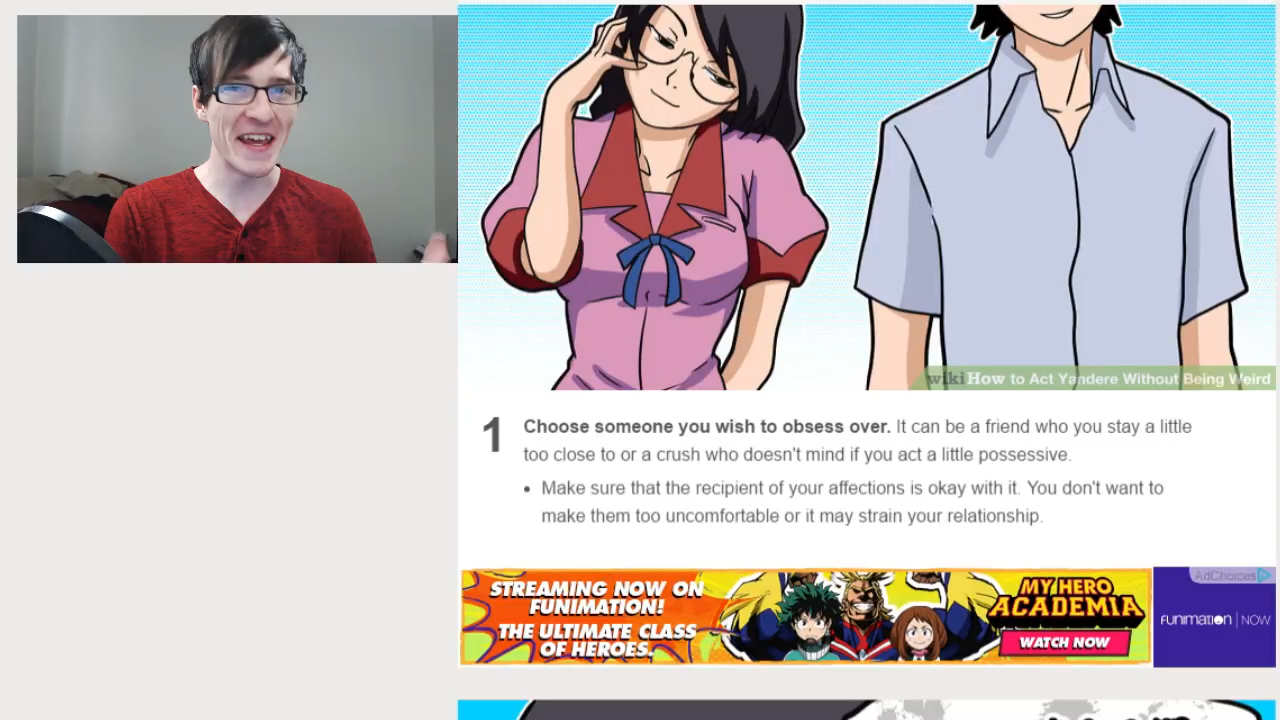 wikiHow to Act Yandere Without Being Weird
1
Choose someone you wish to obsess over. It can be a friend who you stay a little
too close to or a crush who doesn't mind if you act a little possessive.
Make sure that the recipient of your affections is okay with it. You don't want to
make them too uncomfortable or it may strain your relationship.
STREAMING NOW ON
FUNIMATION!
THE ULTIMATE CLASS
OF HEROES.
MY HERO
ACADEMIA
WATCH NOW
AdChoices
FUNIMATION | NOW